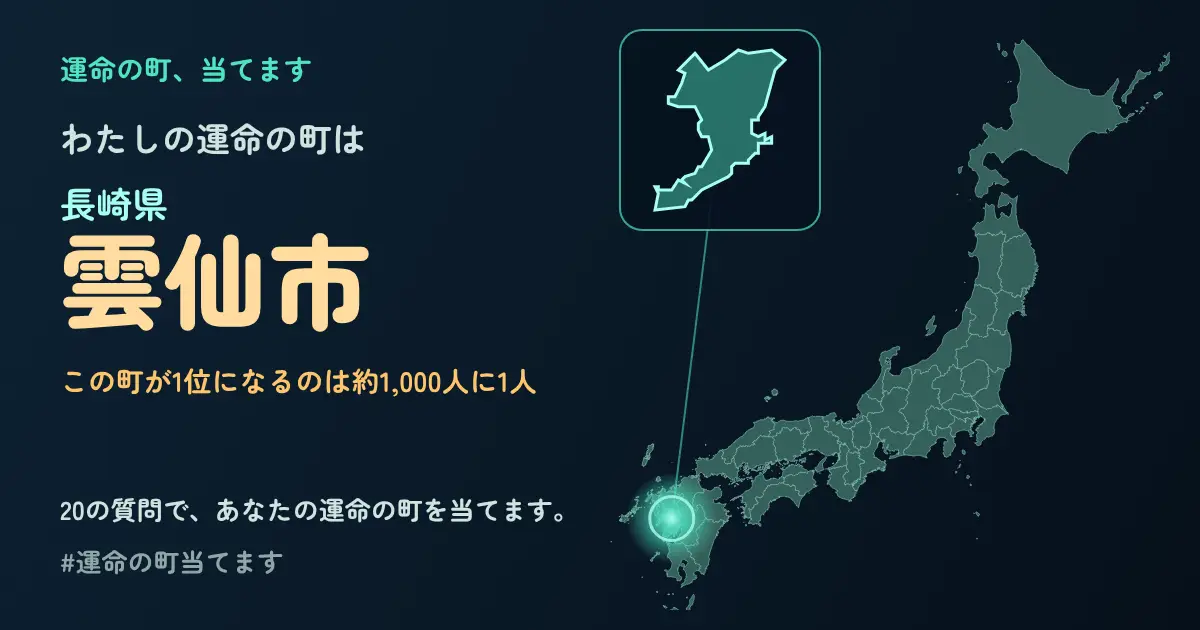 運命の町、当てます
わたしの運命の町は
長崎県
雲仙市
この町が1位になるのは約1,000人に1人
20の質問で、あなたの運命の町を当てます。
#運命の町当てます